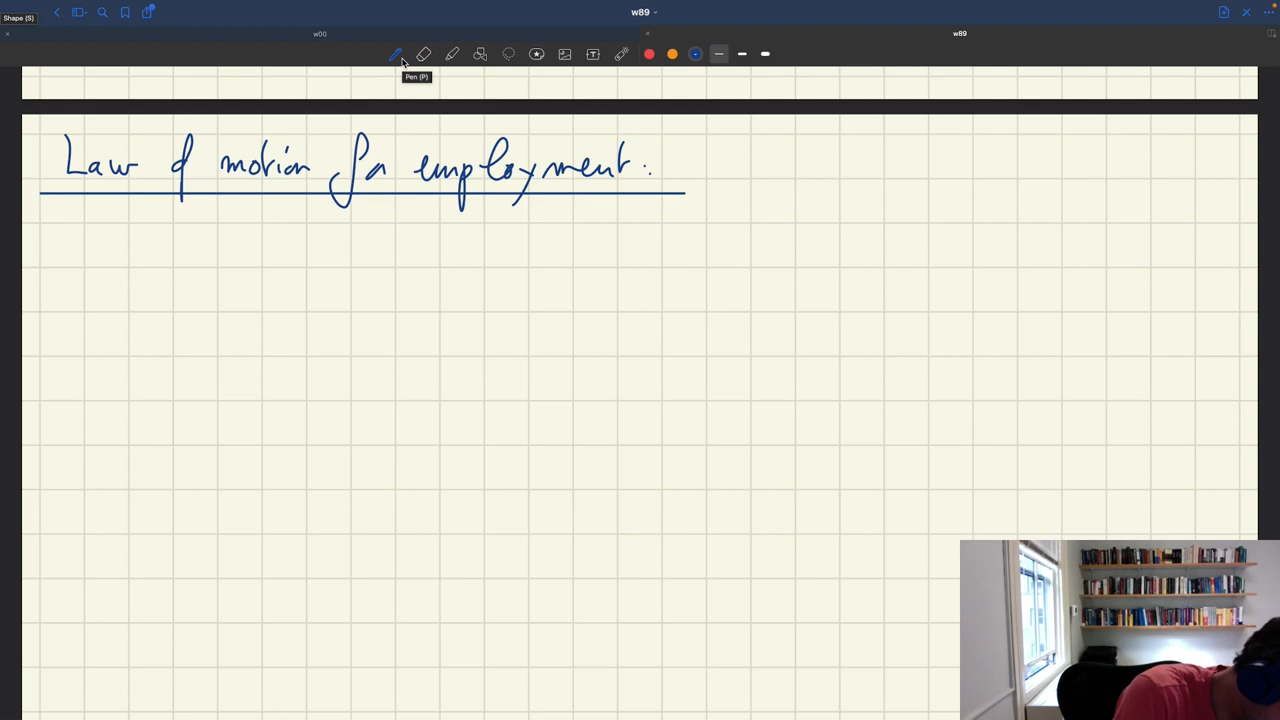 Shape (S)
w89
w00
w89
Pen (P)
Law of motion for employment: